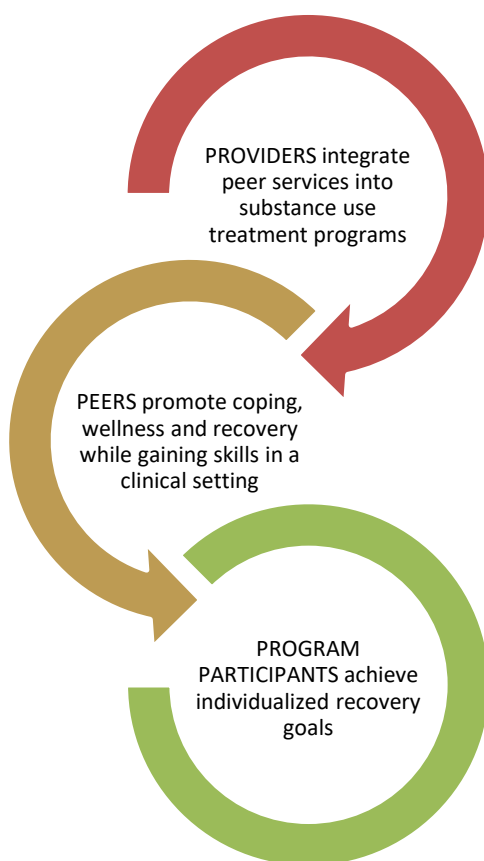 PROVIDERS integrate
peer services into
substance use
treatment programs
PEERS promote coping,
wellness and recovery
while gaining skills in a
clinical setting
PROGRAM
PARTICIPANTS achieve
individualized recovery
goals